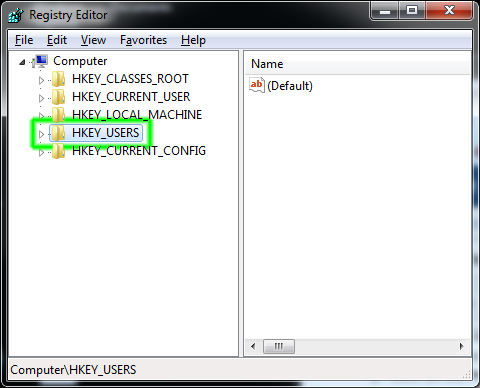 Registry Editor
File Edit View Favorites Help
Computer
HKEY_CLASSES_ROOT
HKEY_CURRENT_USER
HKEY_LOCAL_MACHINE
HKEY_USERS
HKEY_CURRENT_CONFIG
Name
ab (Default)
Computer\HKEY_USERS